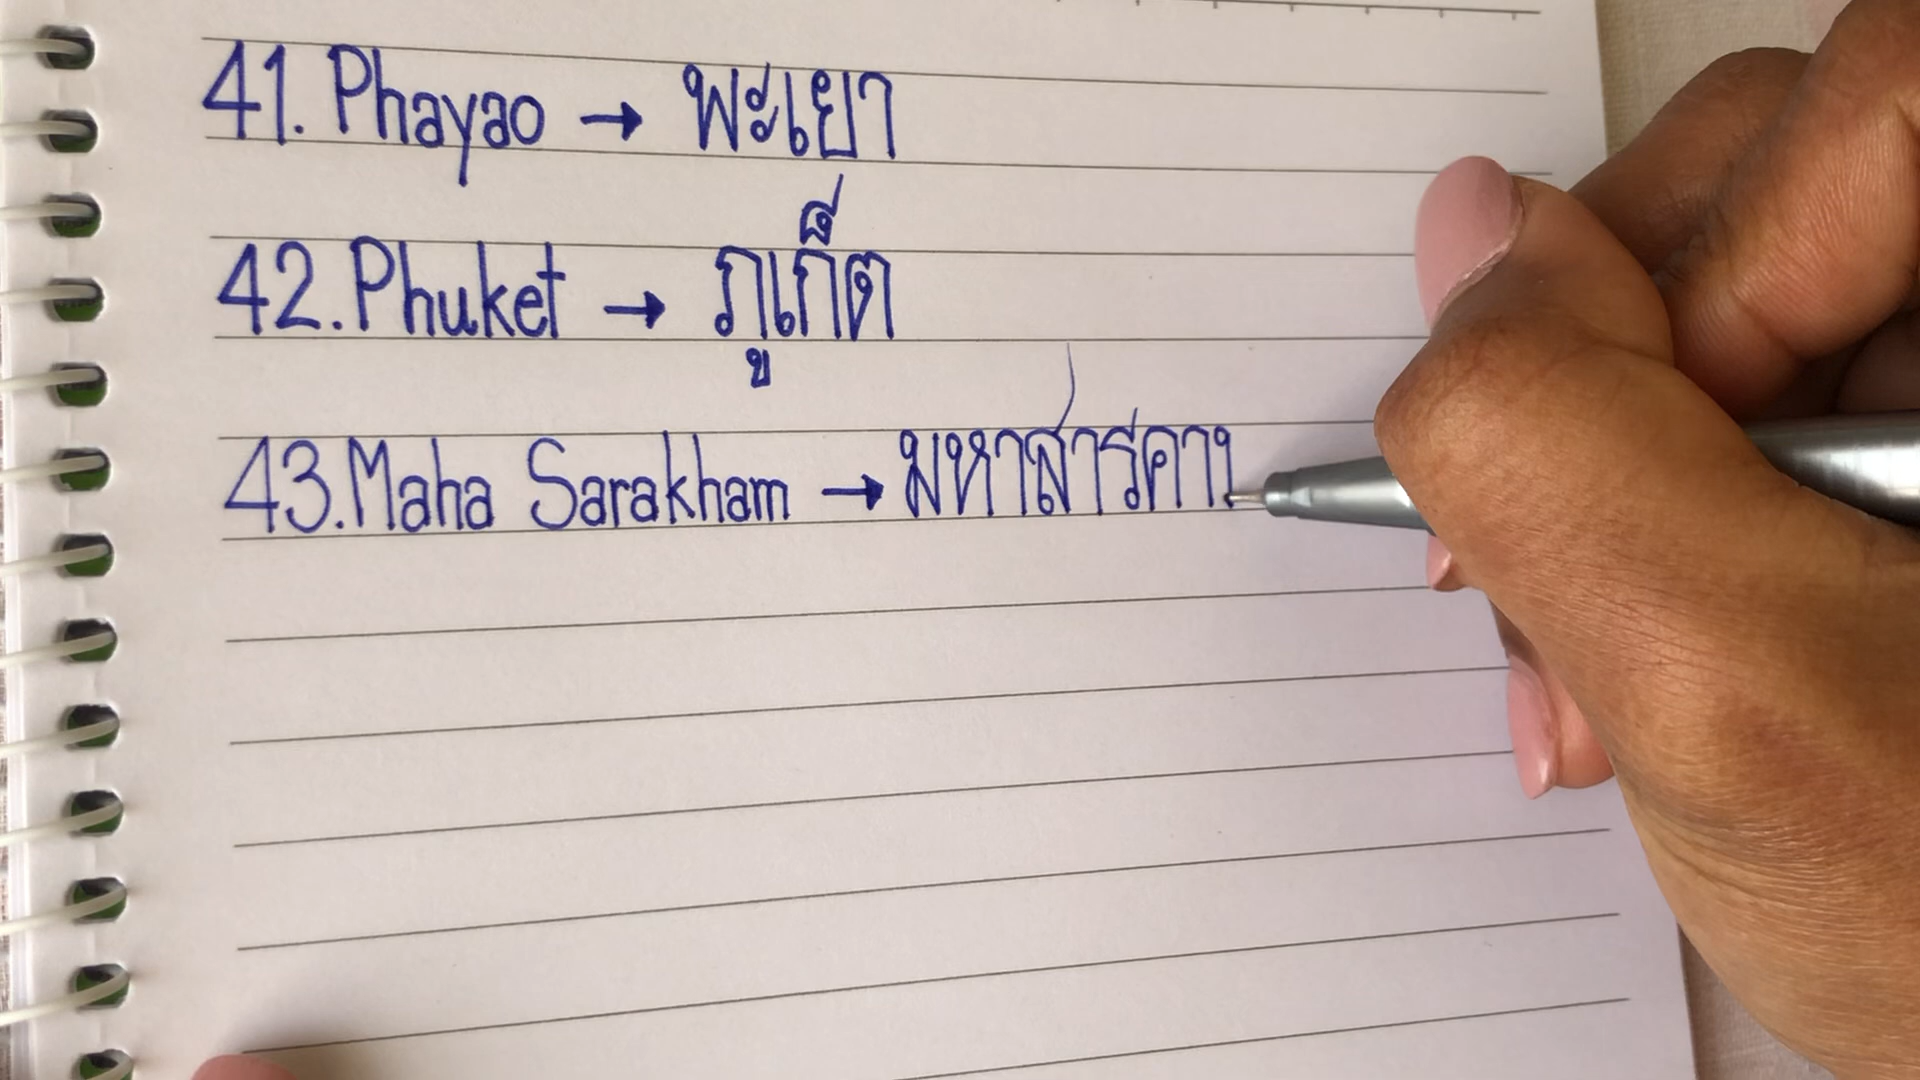 41. Phayao → พะเยา
42. Phuket → ภูเก็ต
43. Maha Sarakham → มหาสารคา